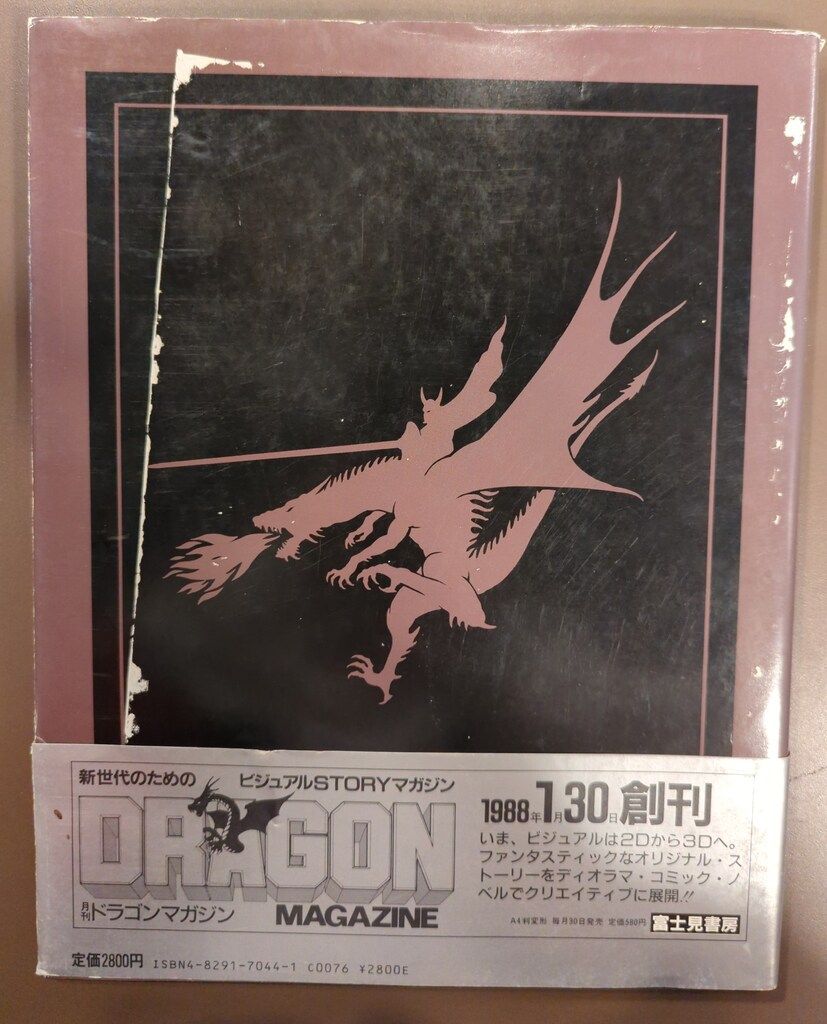 新世代のための ビジュアルSTORYマガジン
DRAGON
月刊ドラゴンマガジン MAGAZINE
1988年1月30日創刊
いま、ビジュアルは2Dから3Dへ。
ファンタスティックなオリジナル・ス
トーリーをディオラマ・コミック・ノ
ベルでクリエイティブに展開!!
A4判変形 毎月30日発売 定価580円 富士見書房
定価2800円 ISBN4-8291-7044-1 C0076 ¥2800E